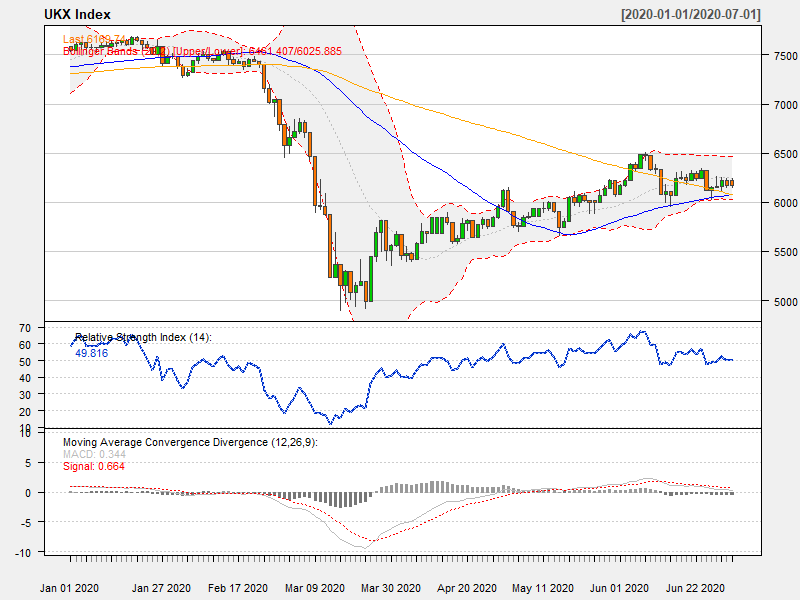 UKX Index
[2020-01-01/2020-07-01]
Last 6169.74
Bollinger Bands (20,2) [Upper/Lower]: 6461.407/6025.885
7500
7000
6500
6000
5500
5000
Relative Strength Index (14):
49.816
70
60
50
40
30
20
10
Moving Average Convergence Divergence (12,26,9):
MACD: 0.344
Signal: 0.664
10
5
0
-5
-10
Jan 01 2020
Jan 27 2020
Feb 17 2020
Mar 09 2020
Mar 30 2020
Apr 20 2020
May 11 2020
Jun 01 2020
Jun 22 2020